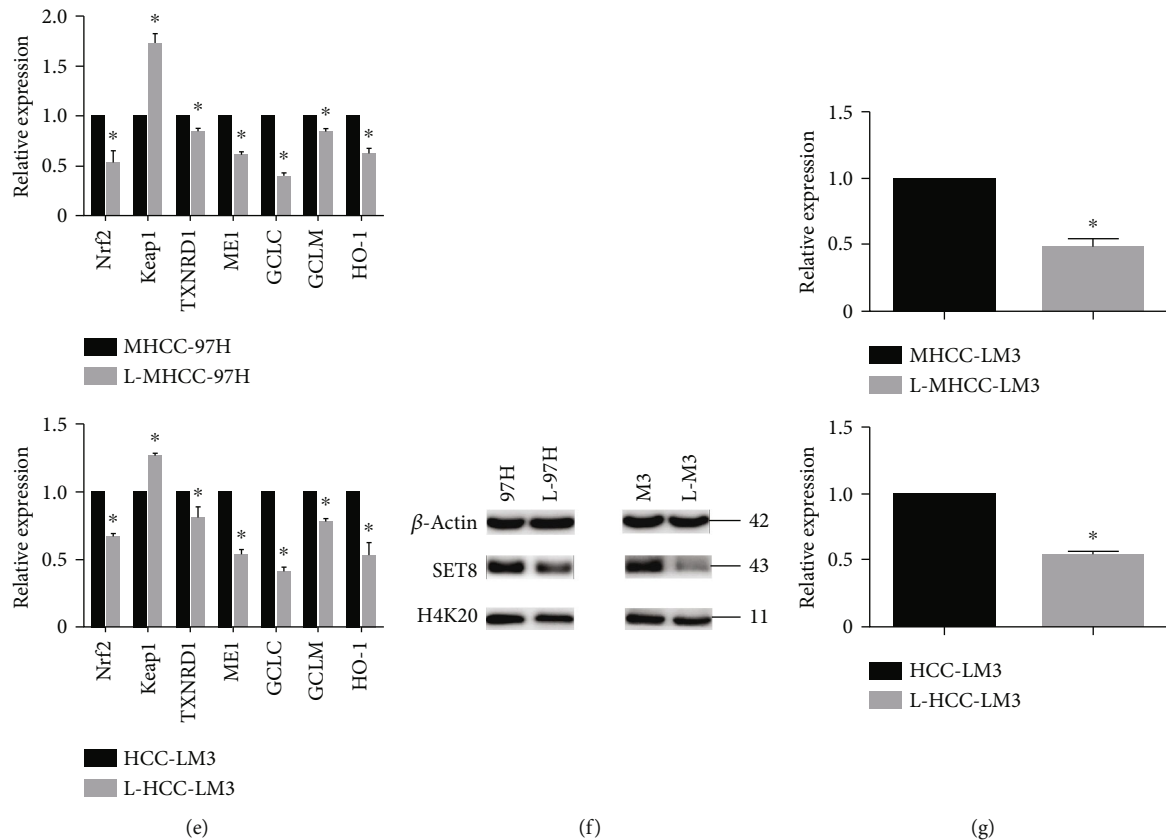 Relative expression
2.0
1.5
1.0
0.5
0
*
*
*
*
*
*
*
Nrf2
Keap1
TXNRD1
ME1
GCLC
GCLM
HO-1
MHCC-97H
L-MHCC-97H
Relative expression
1.5
1.0
0.5
0
*
*
*
*
*
*
*
Nrf2
Keap1
TXNRD1
ME1
GCLC
GCLM
HO-1
HCC-LM3
L-HCC-LM3
(e)
97H
L-97H
M3
L-M3
β-Actin
42
SET8
43
H4K20
11
(f)
Relative expression
1.5
1.0
0.5
0
*
MHCC-LM3
L-MHCC-LM3
Relative expression
1.5
1.0
0.5
0
*
HCC-LM3
L-HCC-LM3
(g)